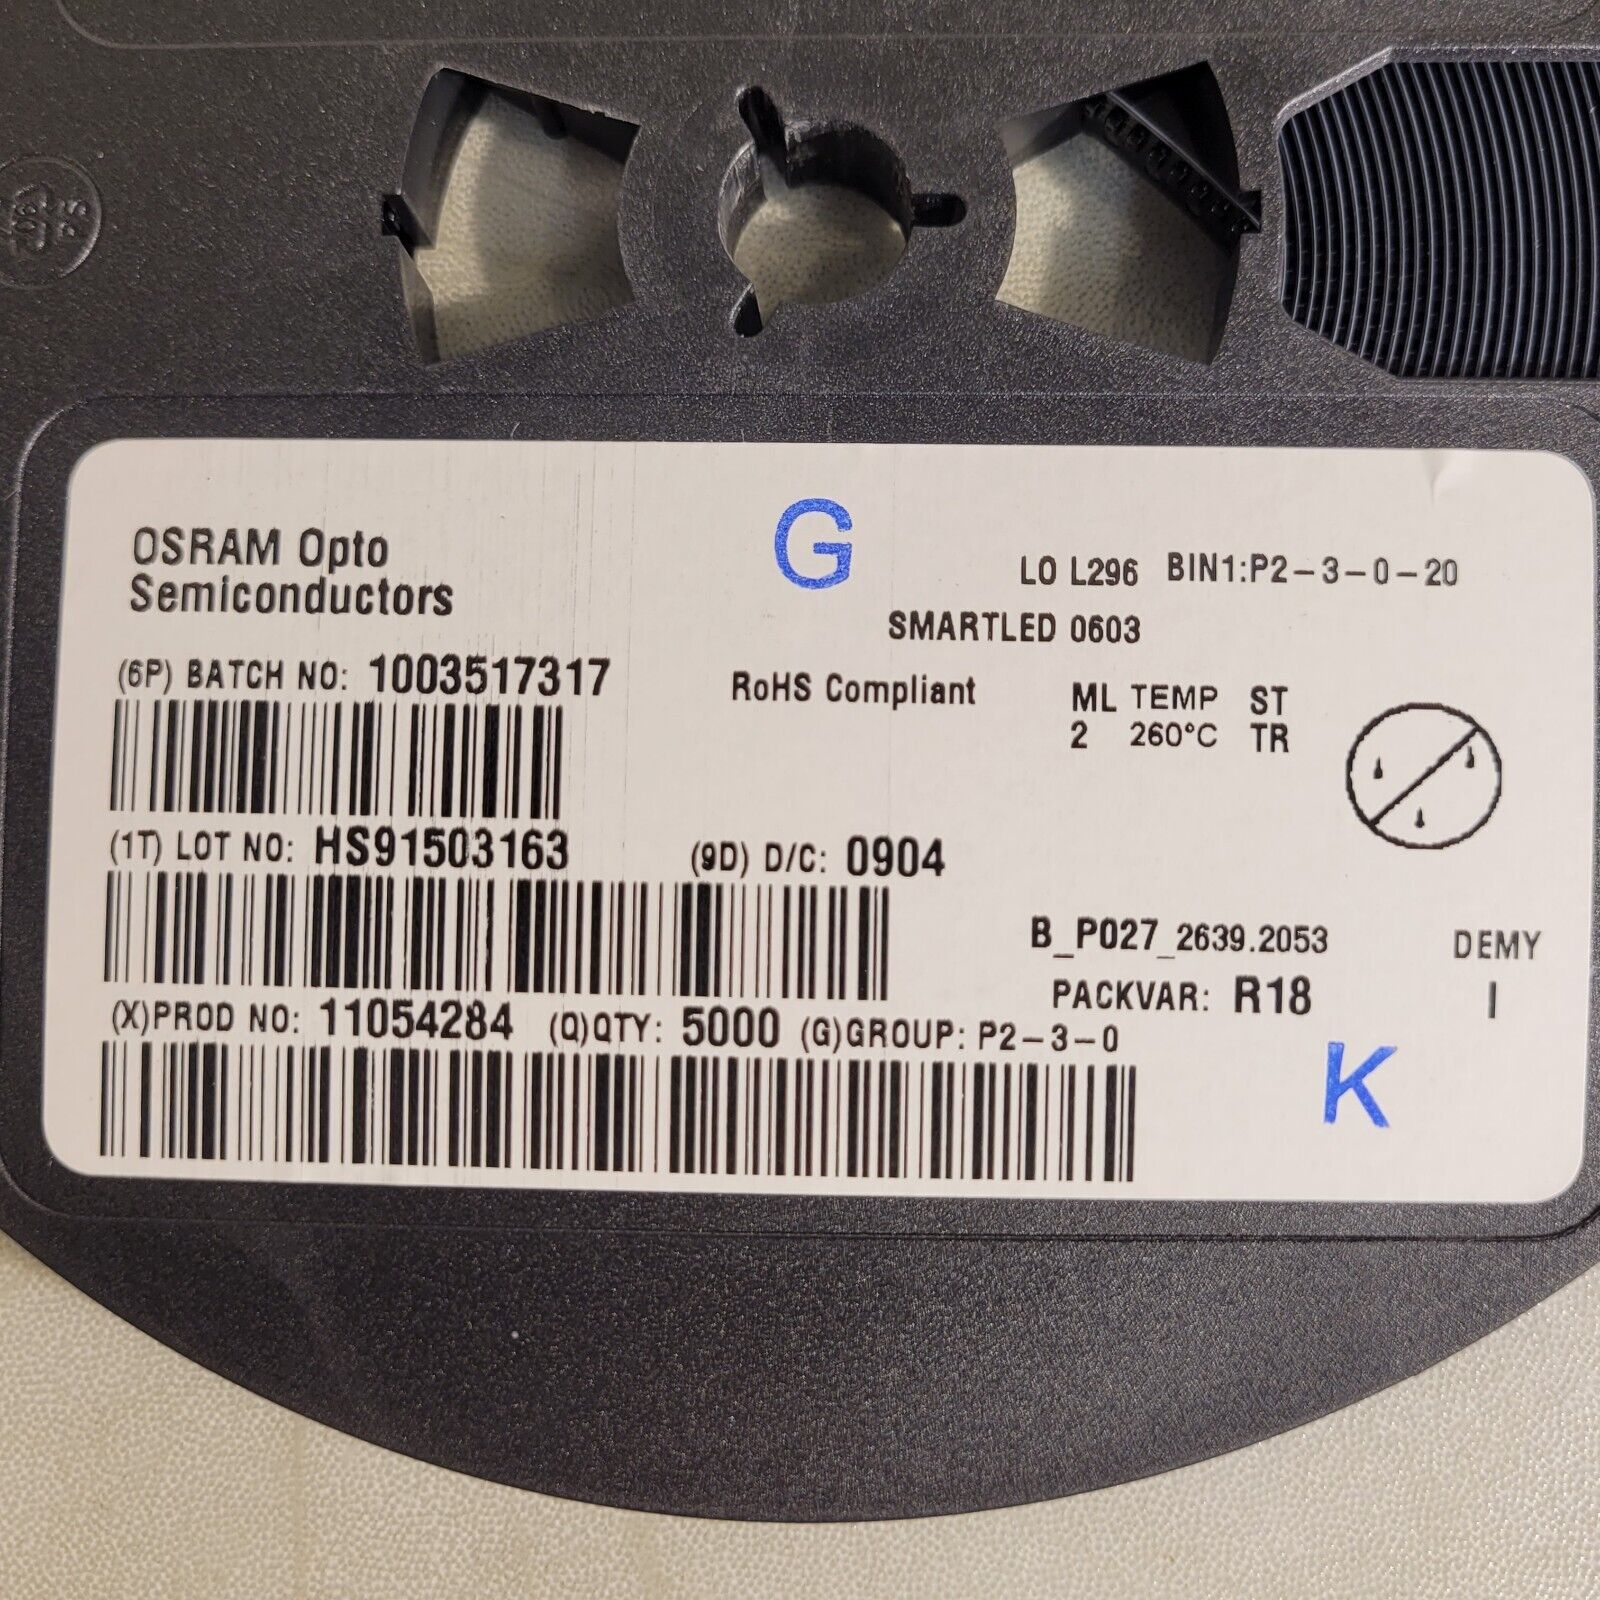 OSRAM Opto
Semiconductors
G
LO L296 BIN1:P2-3-0-20
SMARTLED 0603
(6P) BATCH NO: 1003517317
RoHS Compliant
ML TEMP ST
2 260°C TR
(1T) LOT NO: HS91503163 (9D) D/C: 0904
B_P027_2639.2053 DEMY
PACKVAR: R18 I
(X)PROD NO: 11054284 (Q)QTY: 5000 (G)GROUP: P2-3-0
K